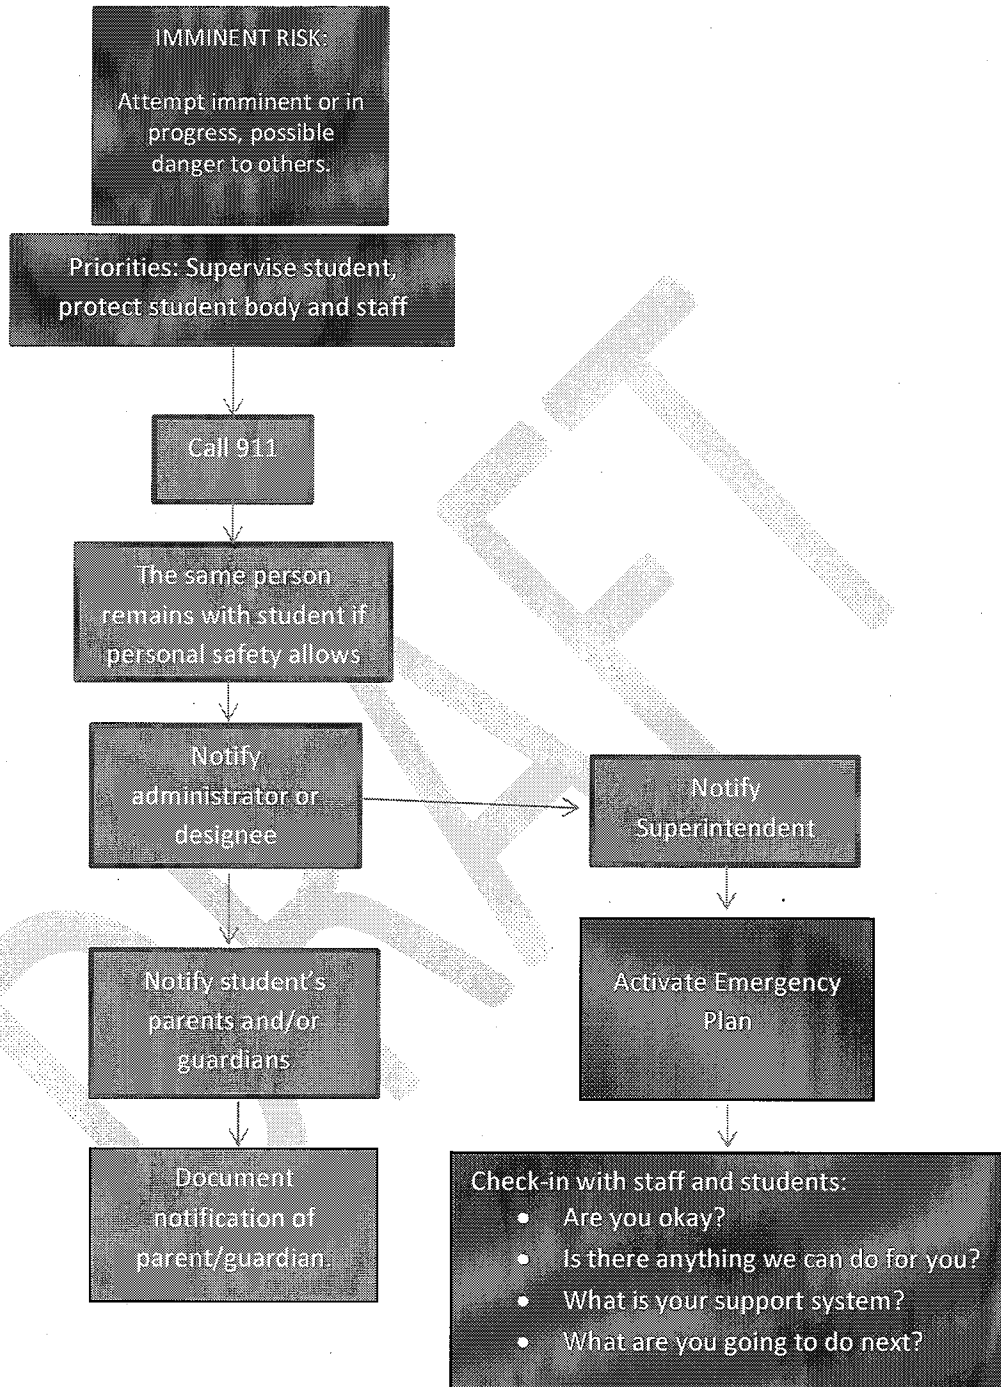 IMMINENT RISK:
Attempt imminent or in
progress, possible
danger to others.
Priorities: Supervise student,
protect student body and staff
Call 911
The same person
remains with student if
personal safety allows
Notify
administrator or
designee
Notify
Superintendent
Notify student's
parents and/or
guardians
Activate Emergency
Plan
Document
notification of
parent/guardian.
Check-in with staff and students:
• Are you okay?
• Is there anything we can do for you?
• What is your support system?
• What are you going to do next?
DRAFT